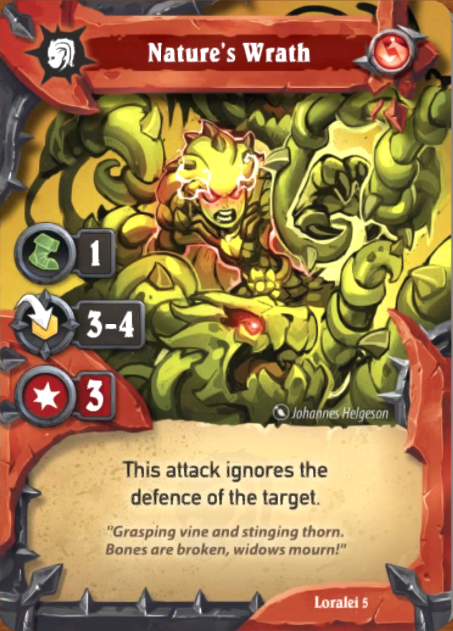 Nature's Wrath
1
3-4
3
Johannes Helgeson
This attack ignores the
defence of the target.
"Grasping vine and stinging thorn.
Bones are broken, widows mourn!"
Loralei 5